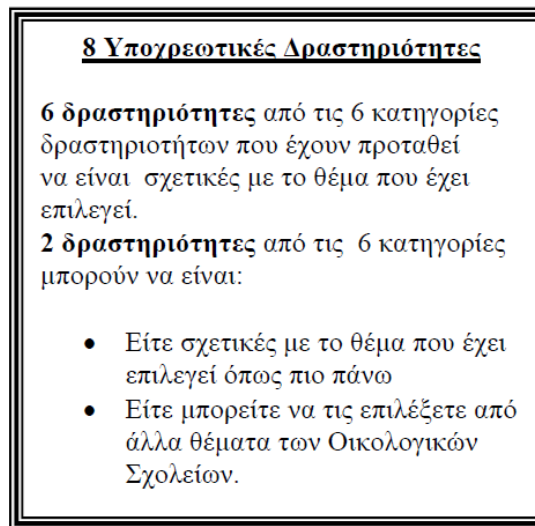 8 Υποχρεωτικές Δραστηριότητες
6 δραστηριότητες από τις 6 κατηγορίες
δραστηριοτήτων που έχουν προταθεί
να είναι σχετικές με το θέμα που έχει
επιλεγεί.
2 δραστηριότητες από τις 6 κατηγορίες
μπορούν να είναι:
• Είτε σχετικές με το θέμα που έχει
επιλεγεί όπως πιο πάνω
• Είτε μπορείτε να τις επιλέξετε από
άλλα θέματα των Οικολογικών
Σχολείων.